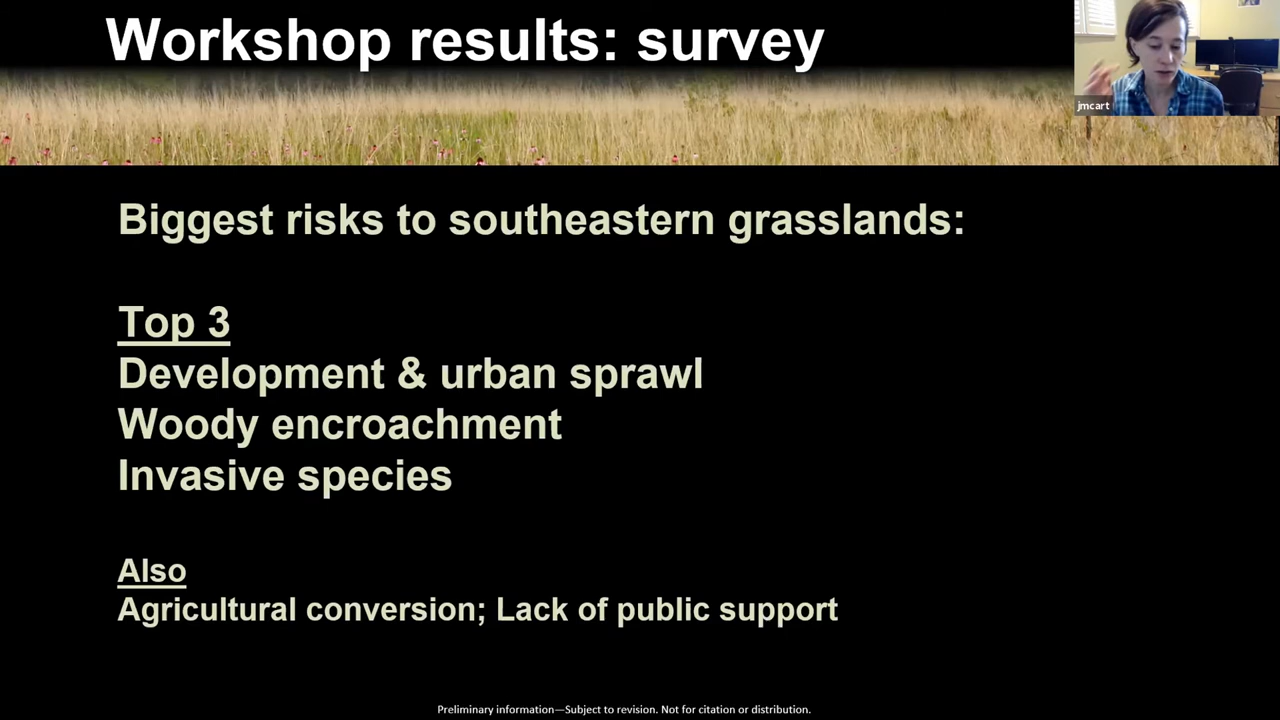 Workshop results: survey
jmcart
Biggest risks to southeastern grasslands:
Top 3
Development & urban sprawl
Woody encroachment
Invasive species
Also
Agricultural conversion; Lack of public support
Preliminary information—Subject to revision. Not for citation or distribution.